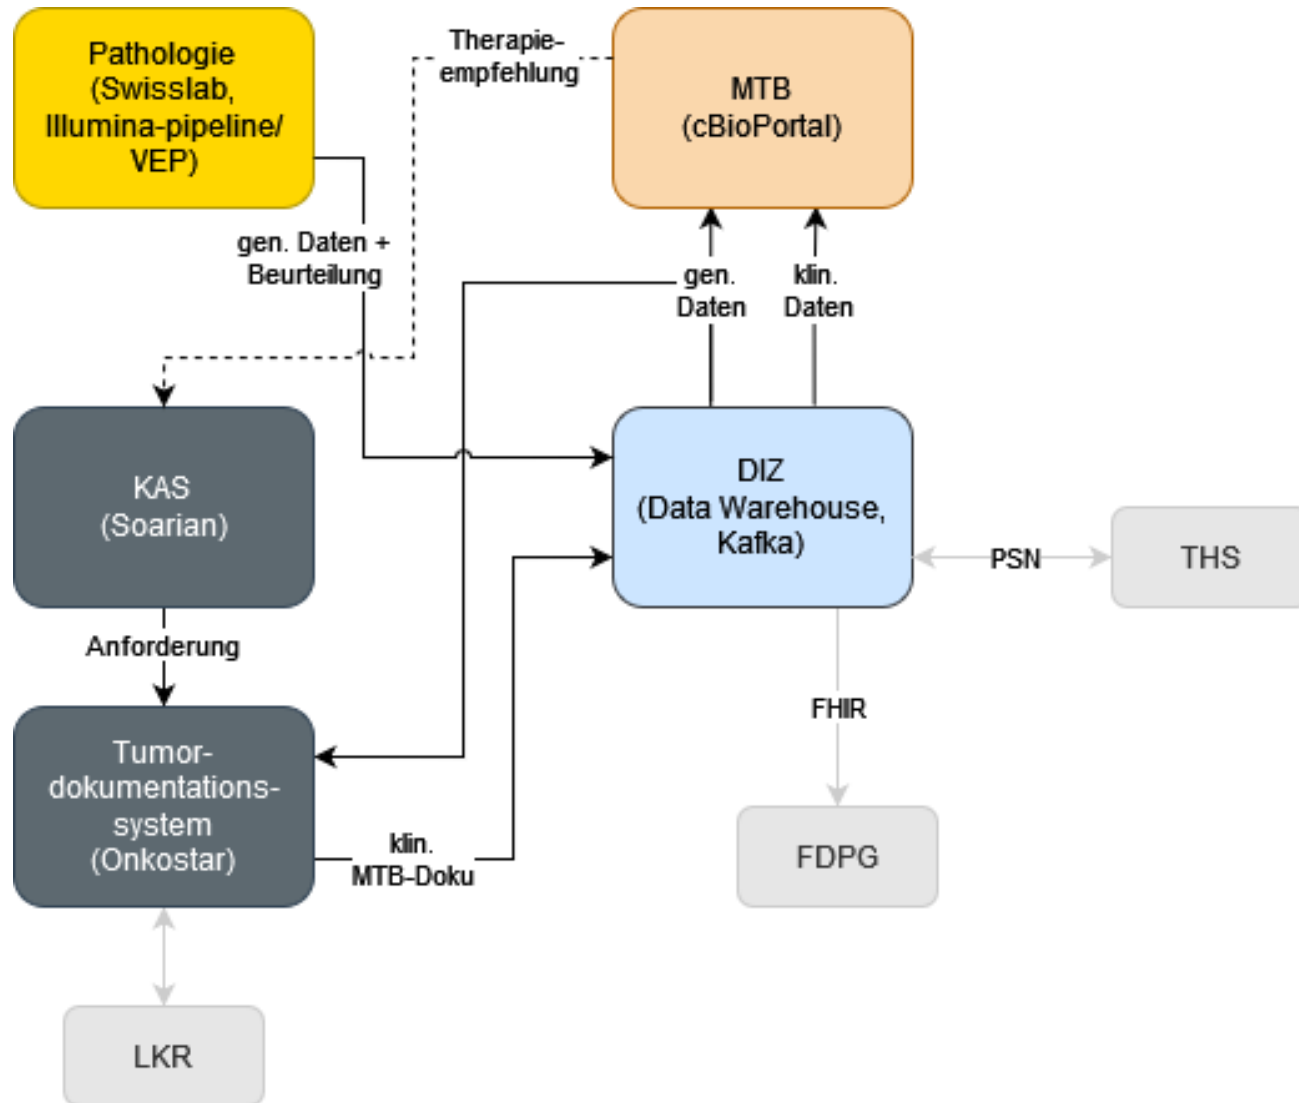 Pathologie
(Swisslab,
Illumina-pipeline/
VEP)
Therapie-
empfehlung
MTB
(cBioPortal)
gen. Daten +
Beurteilung
gen.
Daten
klin.
Daten
KAS
(Soarian)
DIZ
(Data Warehouse,
Kafka)
PSN
THS
Anforderung
FHIR
Tumor-
dokumentations-
system
(Onkostar)
klin.
MTB-Doku
FDPG
LKR